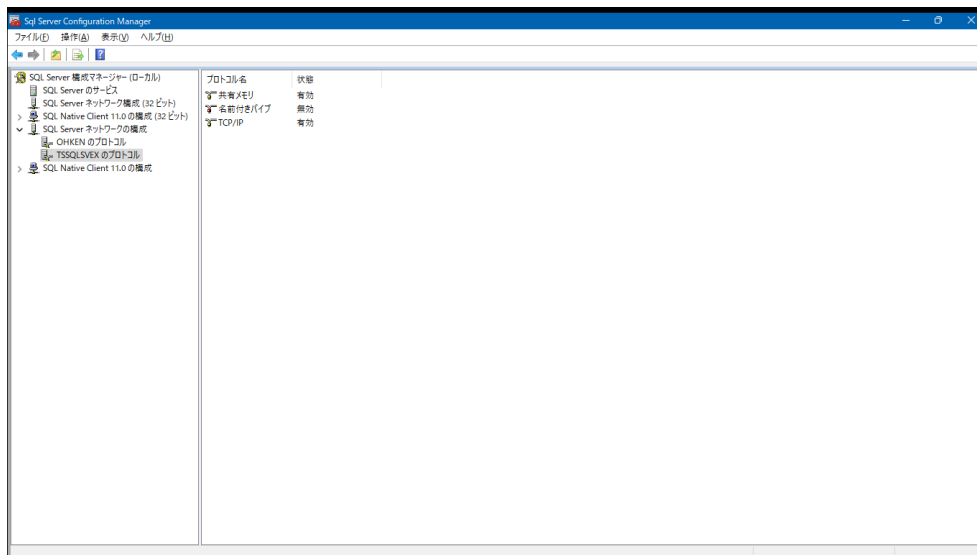 Sql Server Configuration Manager
ファイル(F) 操作(A) 表示(V) ヘルプ(H)
SQL Server 構成マネージャー (ローカル)
SQL Server のサービス
SQL Server ネットワーク構成 (32 ビット)
SQL Native Client 11.0 の構成 (32 ビット)
SQL Server ネットワークの構成
OHKEN のプロトコル
TSSQLSVEX のプロトコル
SQL Native Client 11.0 の構成
プロトコル名 状態
共有メモリ 有効
名前付きパイプ 無効
TCP/IP 有効